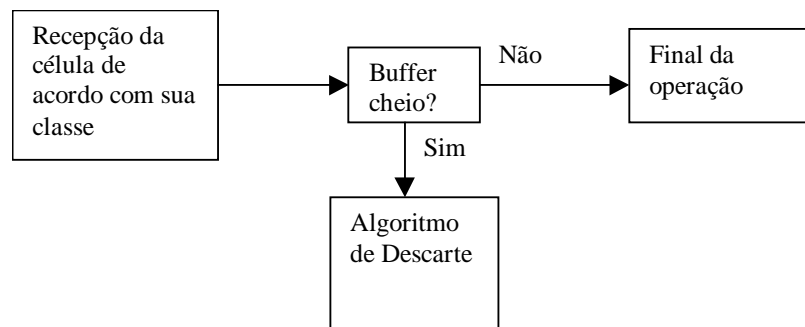 Recepção da
célula de
acordo com sua
classe
Buffer
cheio?
Não
Final da
operação
Sim
Algoritmo
de Descarte